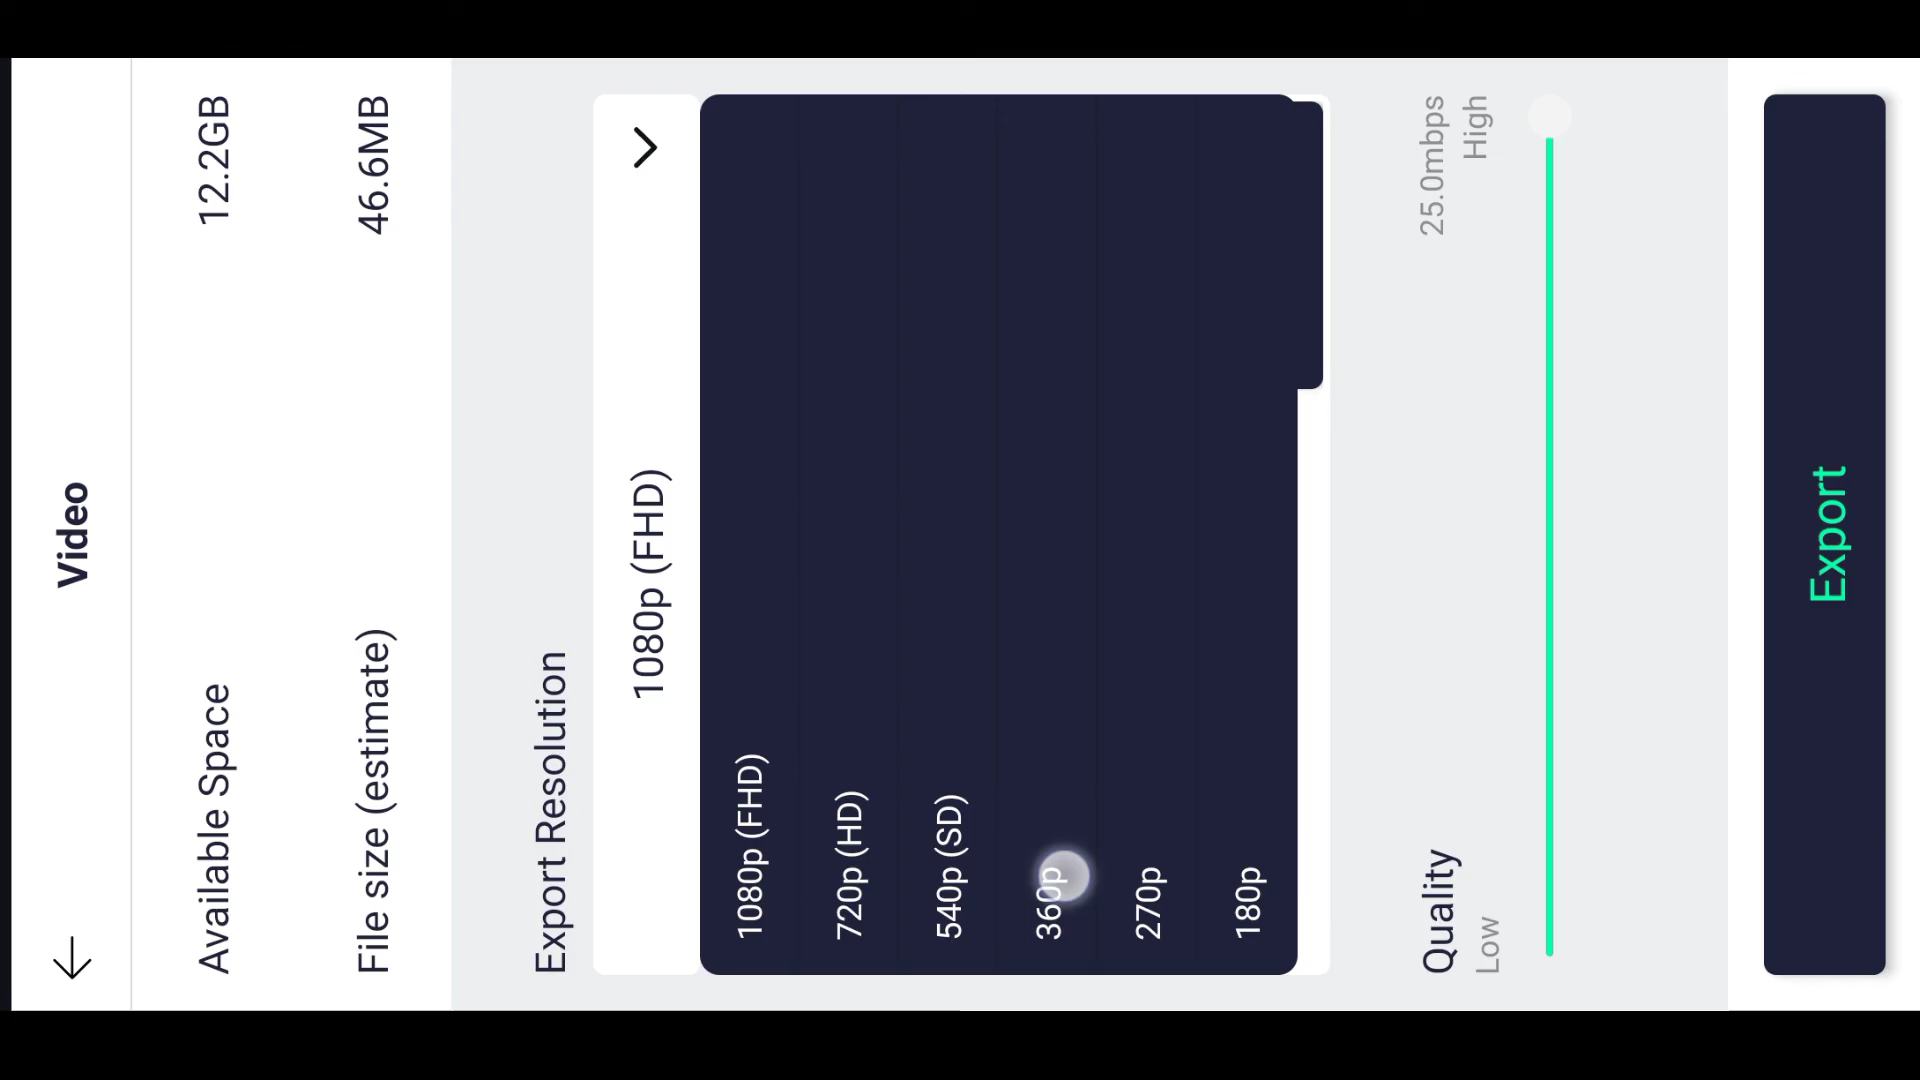 Video
Available Space 12.2GB
File size (estimate) 46.6MB
Export Resolution
1080p (FHD)
1080p (FHD)
720p (HD)
540p (SD)
360p
270p
180p
Quality 25.0mbps
Low High
Export